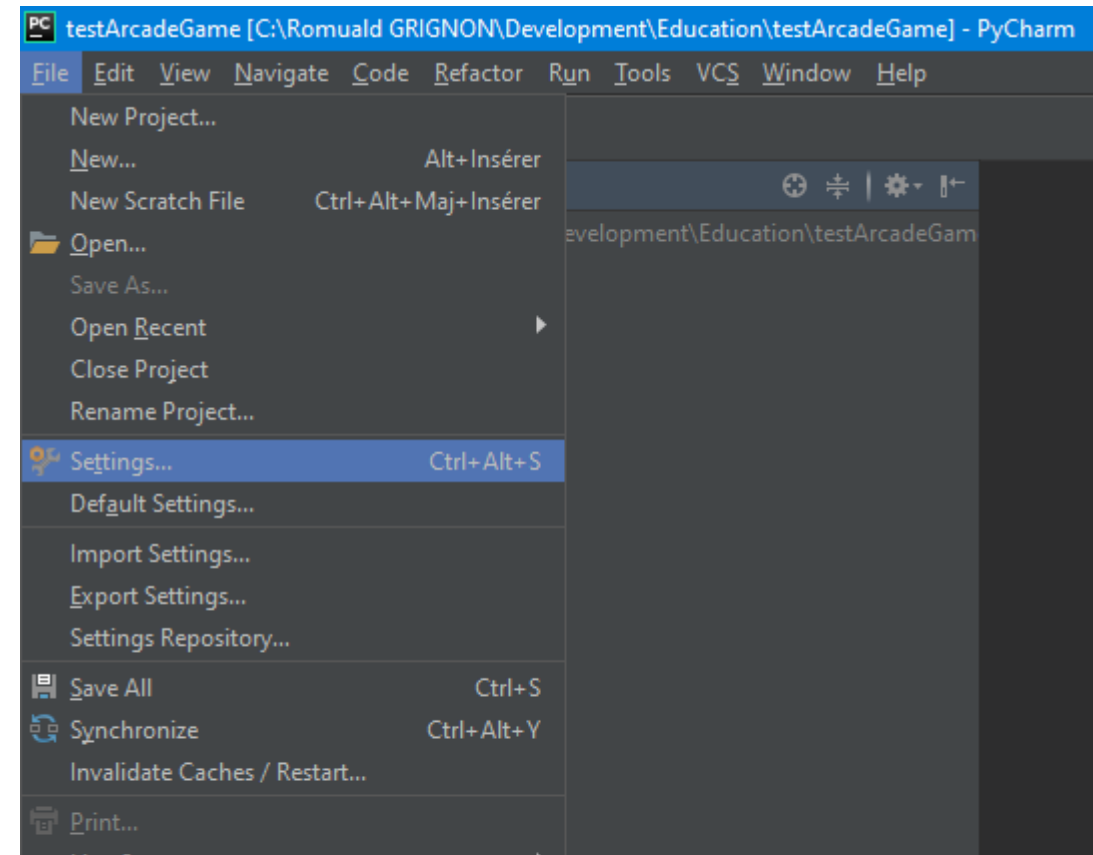 PC testArcadeGame [C:\Romuald GRIGNON\Development\Education\testArcadeGame] - PyCharm
File Edit View Navigate Code Refactor Run Tools VCS Window Help
New Project...
New... Alt+Insérer
New Scratch File Ctrl+Alt+Maj+Insérer
Open...
evelopment\Education\testArcadeGam
Save As...
Open Recent
Close Project
Rename Project...
Settings... Ctrl+Alt+S
Default Settings...
Import Settings...
Export Settings...
Settings Repository...
Save All Ctrl+S
Synchronize Ctrl+Alt+Y
Invalidate Caches / Restart...
Print...